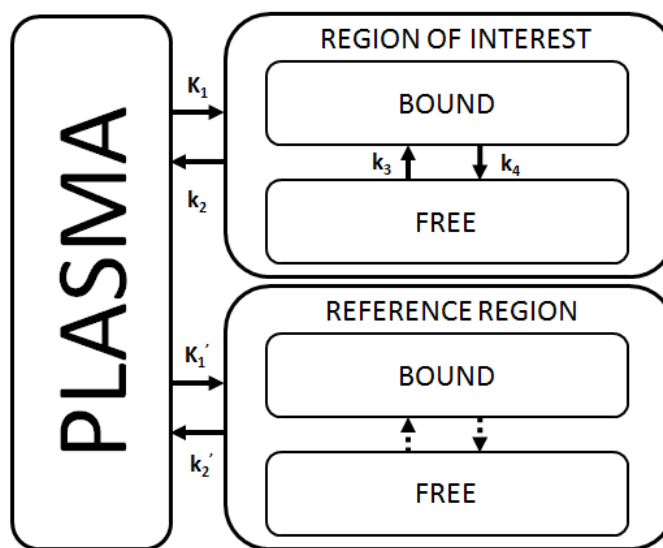 PLASMA
K₁
k₂
REGION OF INTEREST
BOUND
k₃
k₄
FREE
K₁′
k₂′
REFERENCE REGION
BOUND
FREE